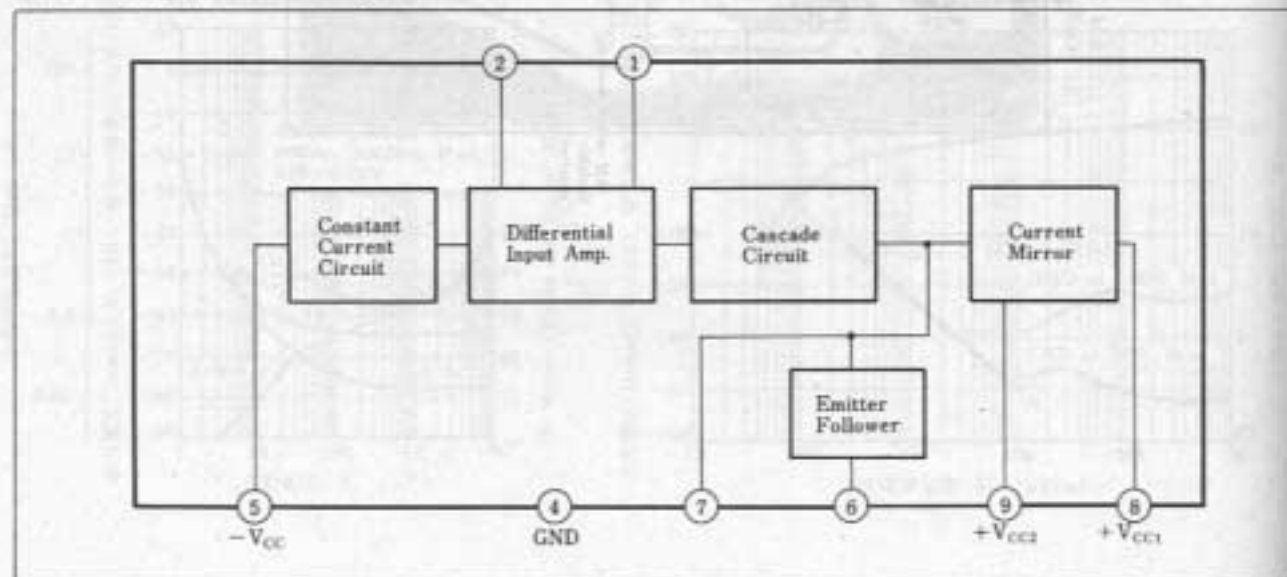 2
1
Constant
Current
Circuit
Differential
Input Amp.
Cascade
Circuit
Current
Mirror
Emitter
Follower
5
4
7
6
9
8
−VCC
GND
+VCC2
+VCC1